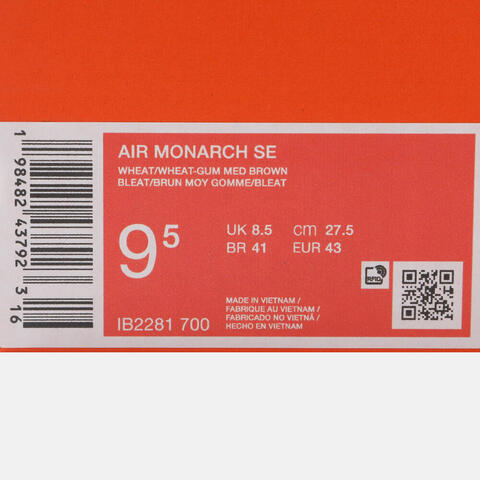 AIR MONARCH SE
WHEAT/WHEAT-GUM MED BROWN
BLEAT/BRUN MOY GOMME/BLEAT
9 5
UK 8.5 cm 27.5
BR 41 EUR 43
RFID
MADE IN VIETNAM /
FABRIQUE AU VIETNAM /
FABRICADO NO VIETNÃ /
HECHO EN VIETNAM
IB2281 700
1 98482 43792 3 16